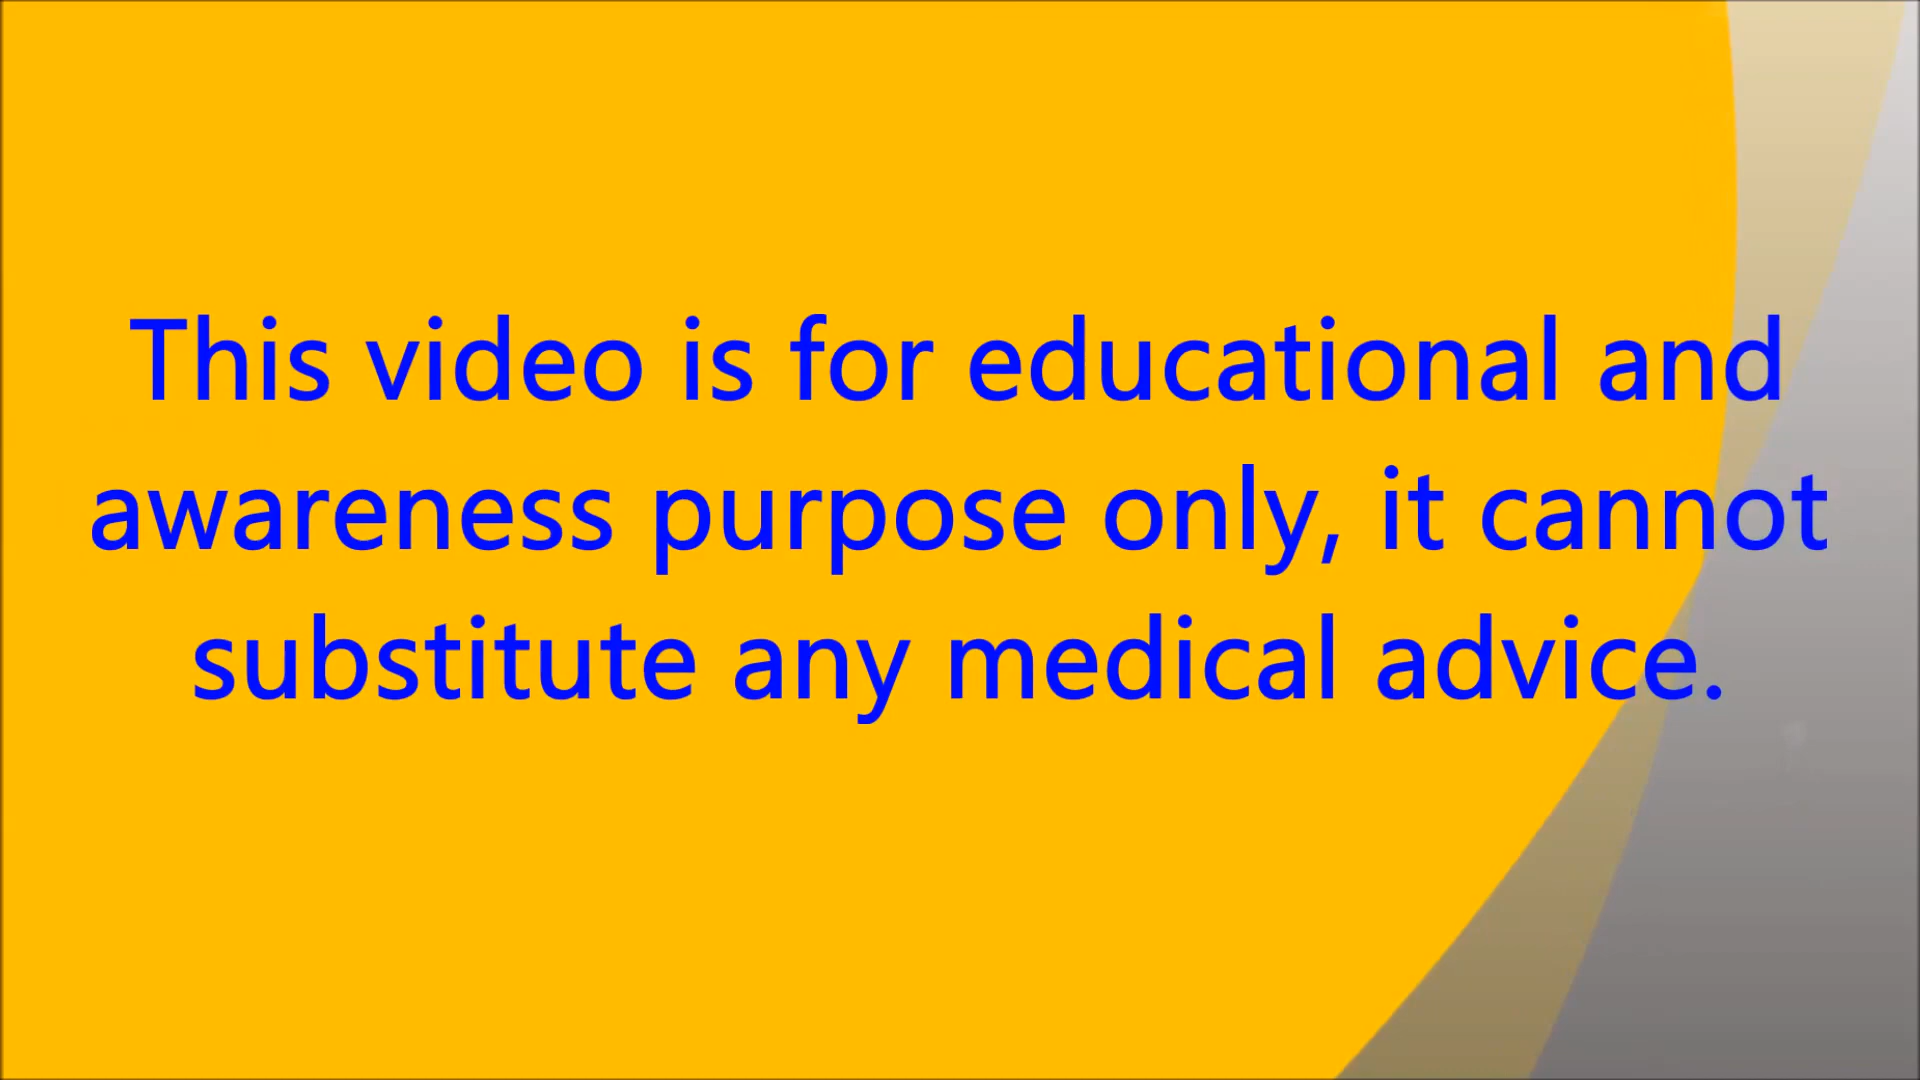 This video is for educational and
awareness purpose only, it cannot
substitute any medical advice.